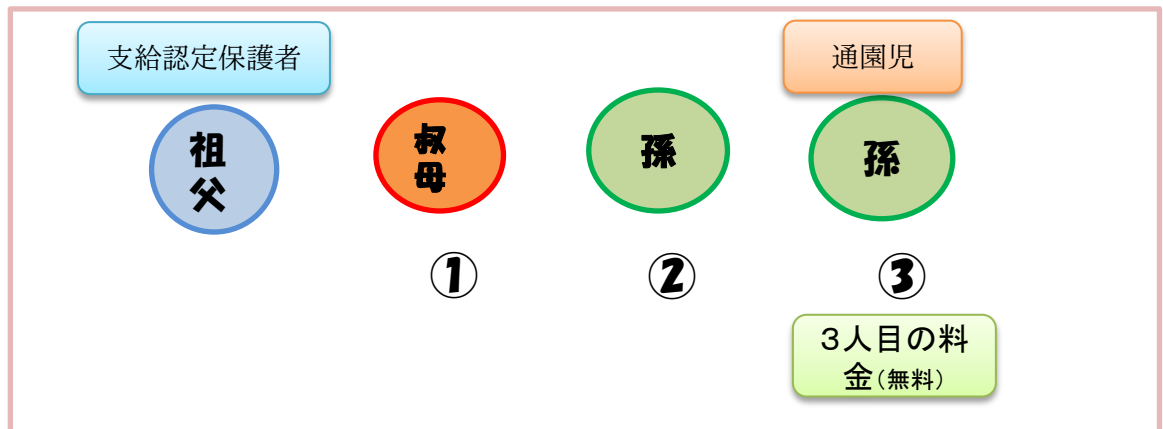 支給認定保護者
通園児
祖
父
叔
母
孫
孫
①
②
③
３人目の料
金(無料)